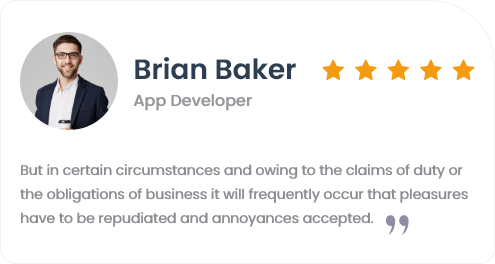 Brian Baker
App Developer
But in certain circumstances and owing to the claims of duty or
the obligations of business it will frequently occur that pleasures
have to be repudiated and annoyances accepted. ”